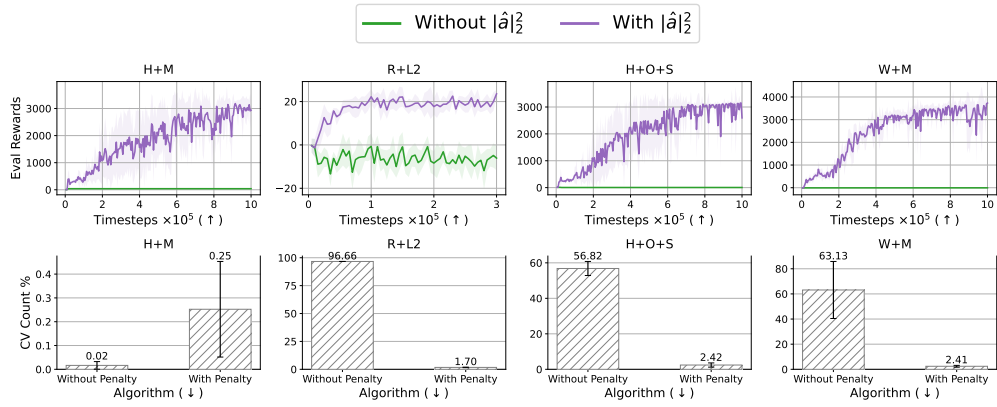 Without |â|₂² With |â|₂²
H+M R+L2 H+O+S W+M
Eval Rewards
3000 2000 1000 0
20 0 −20
3000 2000 1000 0
4000 3000 2000 1000 0
0 2 4 6 8 10
0 1 2 3
0 2 4 6 8 10
0 2 4 6 8 10
Timesteps ×10⁵ (↑) Timesteps ×10⁵ (↑) Timesteps ×10⁵ (↑) Timesteps ×10⁵ (↑)
H+M R+L2 H+O+S W+M
CV Count %
0.4 0.3 0.2 0.1 0.0
0.02 0.25
100 75 50 25 0
96.66 1.70
60 40 20 0
56.82 2.42
80 60 40 20 0
63.13 2.41
Without Penalty With Penalty Without Penalty With Penalty Without Penalty With Penalty Without Penalty With Penalty
Algorithm (↓) Algorithm (↓) Algorithm (↓) Algorithm (↓)